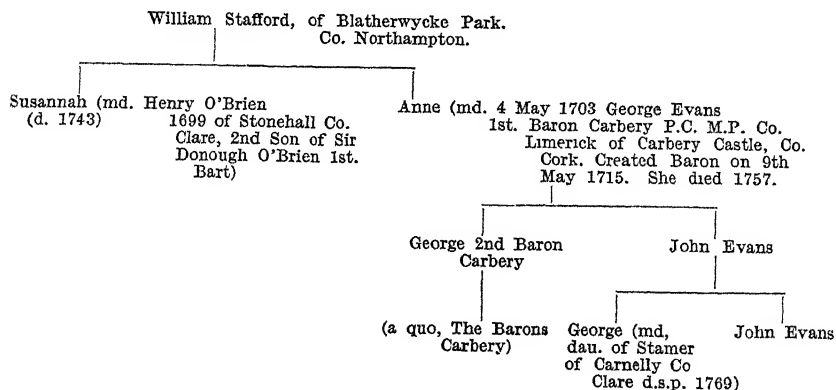 William Stafford, of Blatherwycke Park.
Co. Northampton.
Susannah (md. Henry O'Brien
(d. 1743) 1699 of Stonehall Co.
Clare, 2nd Son of Sir
Donough O'Brien 1st.
Bart)
Anne (md. 4 May 1703 George Evans
1st. Baron Carbery P.C. M.P. Co.
Limerick of Carbery Castle, Co.
Cork. Created Baron on 9th
May 1715. She died 1757.
George 2nd Baron
Carbery
John Evans
(a quo, The Barons
Carbery)
George (md,
dau. of Stamer
of Carnelly Co
Clare d.s.p. 1769)
John Evans